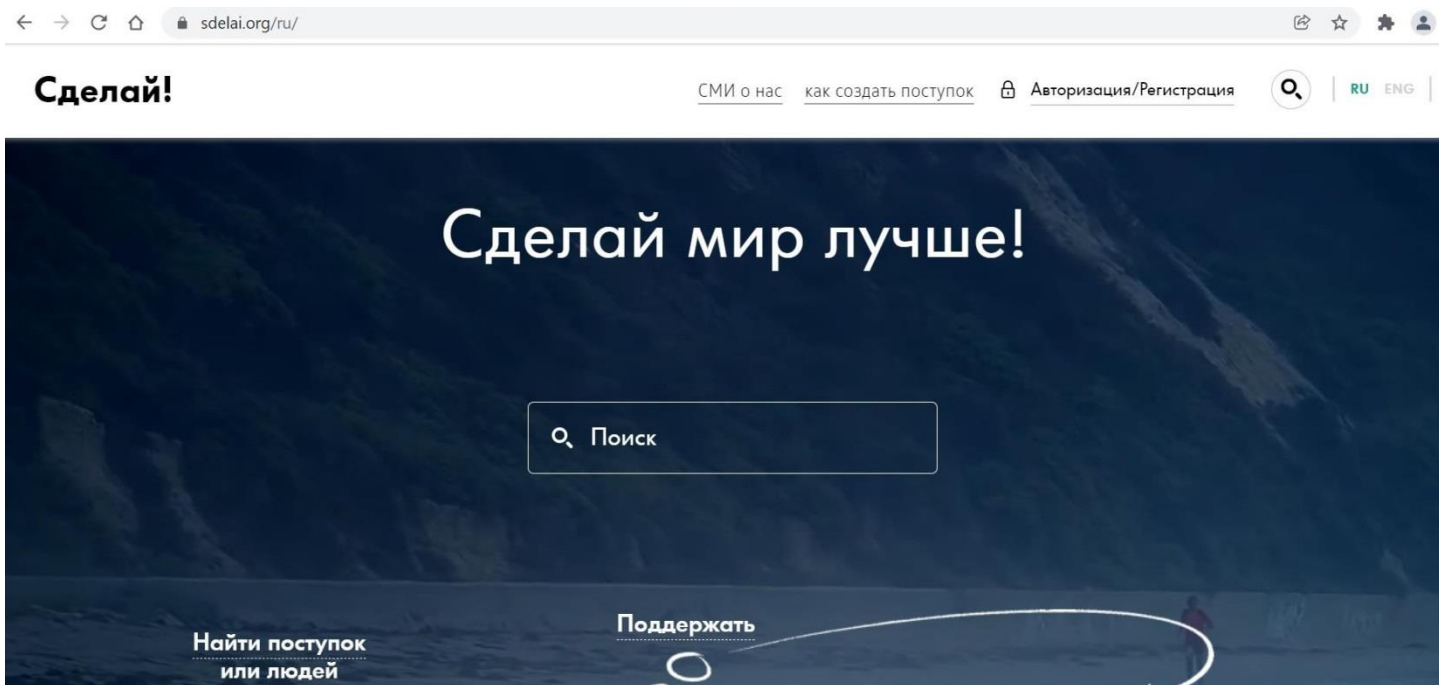 sdelai.org/ru/
Сделай!
СМИ о нас как создать поступок Авторизация/Регистрация RU ENG
Сделай мир лучше!
Поиск
Поддержать
Найти поступок
или людей